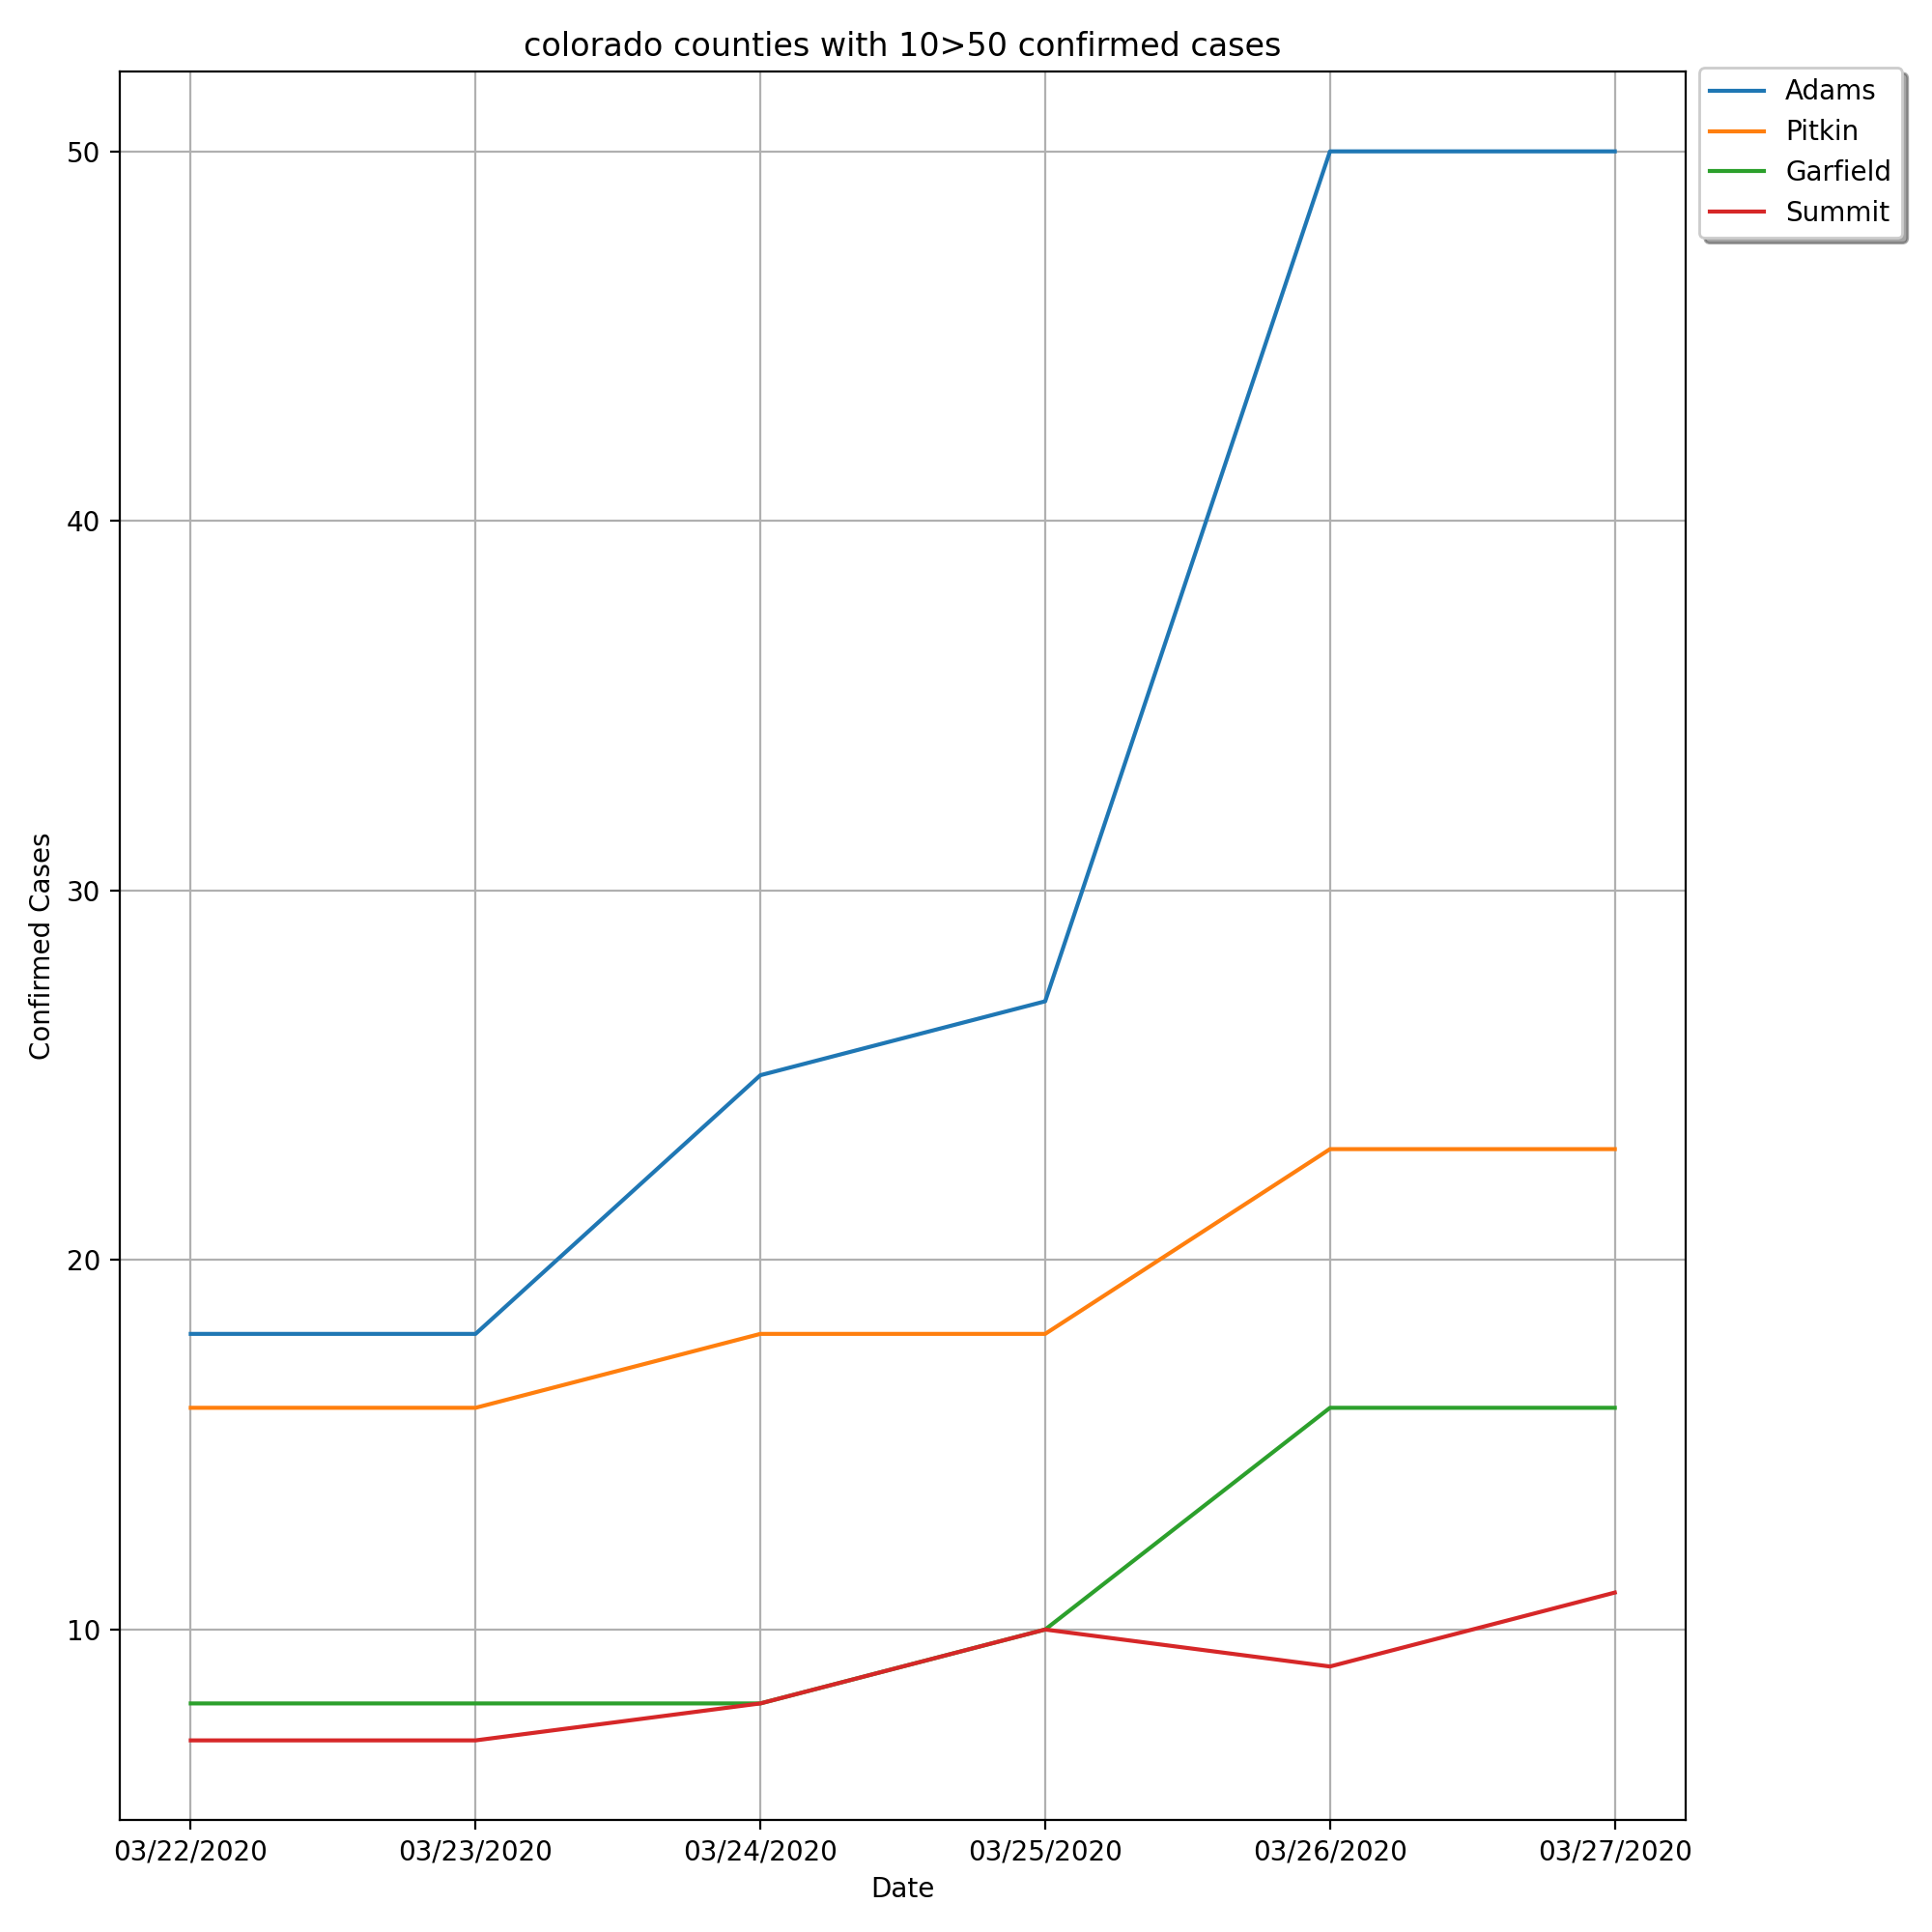 colorado counties with 10>50 confirmed cases
Adams
Pitkin
Garfield
Summit
50
40
30
20
10
Confirmed Cases
03/22/2020 03/23/2020 03/24/2020 03/25/2020 03/26/2020 03/27/2020
Date